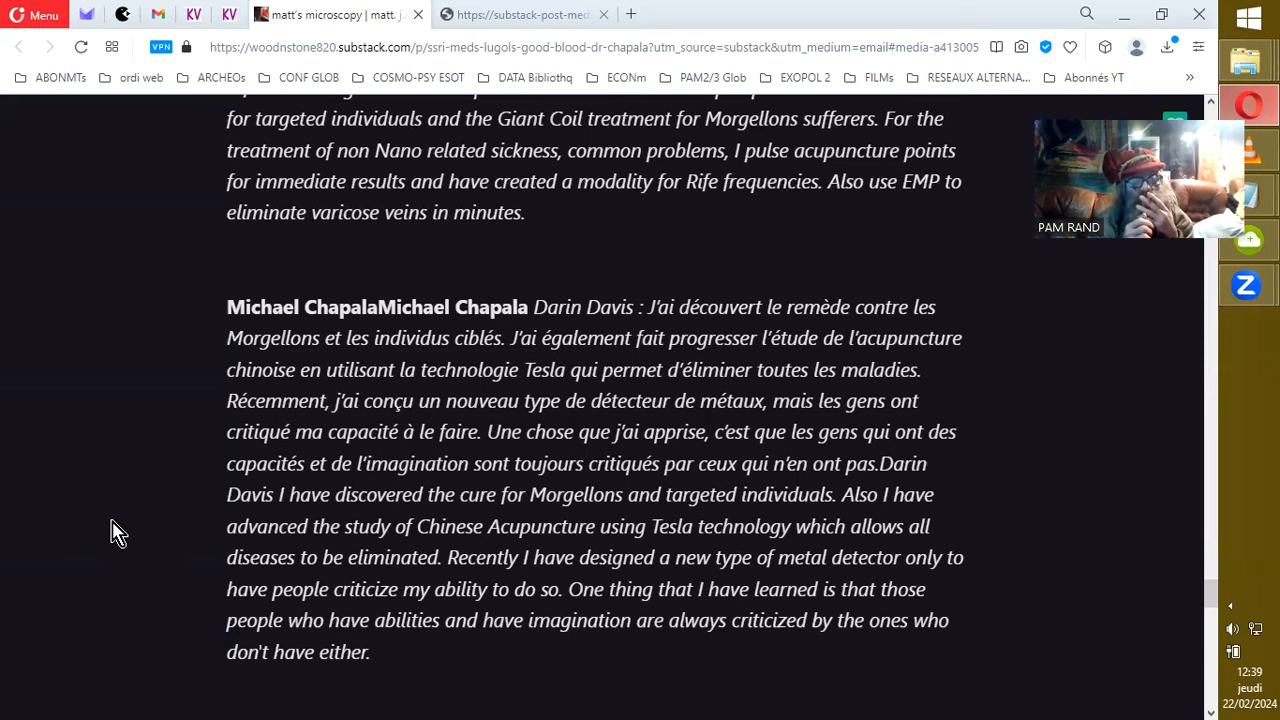 Menu
KV
KV
matt's microscopy | matt. j
https://substack-post-med
VPN
https://woodnstone820.substack.com/p/ssri-meds-lugols-good-blood-dr-chapala?utm_source=substack&utm_medium=email#media-a413005
ABONMTs
ordi web
ARCHEOs
CONF GLOB
COSMO-PSY ESOT
DATA Bibliothq
ECONm
PAM2/3 Glob
EXOPOL 2
FILMs
RESEAUX ALTERNA...
Abonnés YT
»
for targeted individuals and the Giant Coil treatment for Morgellons sufferers. For the
treatment of non Nano related sickness, common problems, I pulse acupuncture points
for immediate results and have created a modality for Rife frequencies. Also use EMP to
eliminate varicose veins in minutes.
PAM RAND
Michael ChapalaMichael Chapala Darin Davis : J'ai découvert le remède contre les
Morgellons et les individus ciblés. J'ai également fait progresser l'étude de l'acupuncture
chinoise en utilisant la technologie Tesla qui permet d'éliminer toutes les maladies.
Récemment, j'ai conçu un nouveau type de détecteur de métaux, mais les gens ont
critiqué ma capacité à le faire. Une chose que j'ai apprise, c'est que les gens qui ont des
capacités et de l'imagination sont toujours critiqués par ceux qui n'en ont pas.Darin
Davis I have discovered the cure for Morgellons and targeted individuals. Also I have
advanced the study of Chinese Acupuncture using Tesla technology which allows all
diseases to be eliminated. Recently I have designed a new type of metal detector only to
have people criticize my ability to do so. One thing that I have learned is that those
people who have abilities and have imagination are always criticized by the ones who
don't have either.
12:39
jeudi
22/02/2024